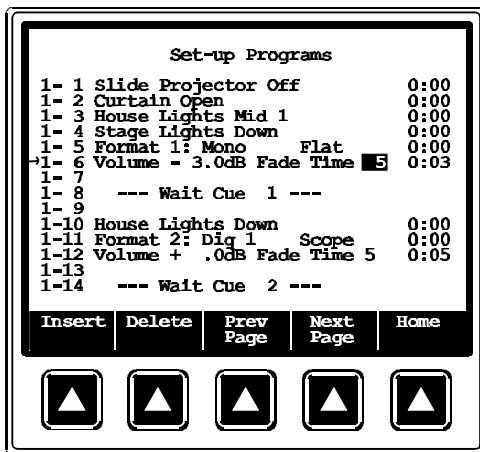 Set-up Programs
1- 1 Slide Projector Off 0:00
1- 2 Curtain Open 0:00
1- 3 House Lights Mid 1 0:00
1- 4 Stage Lights Down 0:00
1- 5 Format 1: Mono Flat 0:00
→1- 6 Volume - 3.0dB Fade Time 5 0:03
1- 7
1- 8 --- Wait Cue 1 ---
1- 9
1-10 House Lights Down 0:00
1-11 Format 2: Dig 1 Scope 0:00
1-12 Volume + .0dB Fade Time 5 0:05
1-13
1-14 --- Wait Cue 2 ---
Insert Delete Prev Page Next Page Home